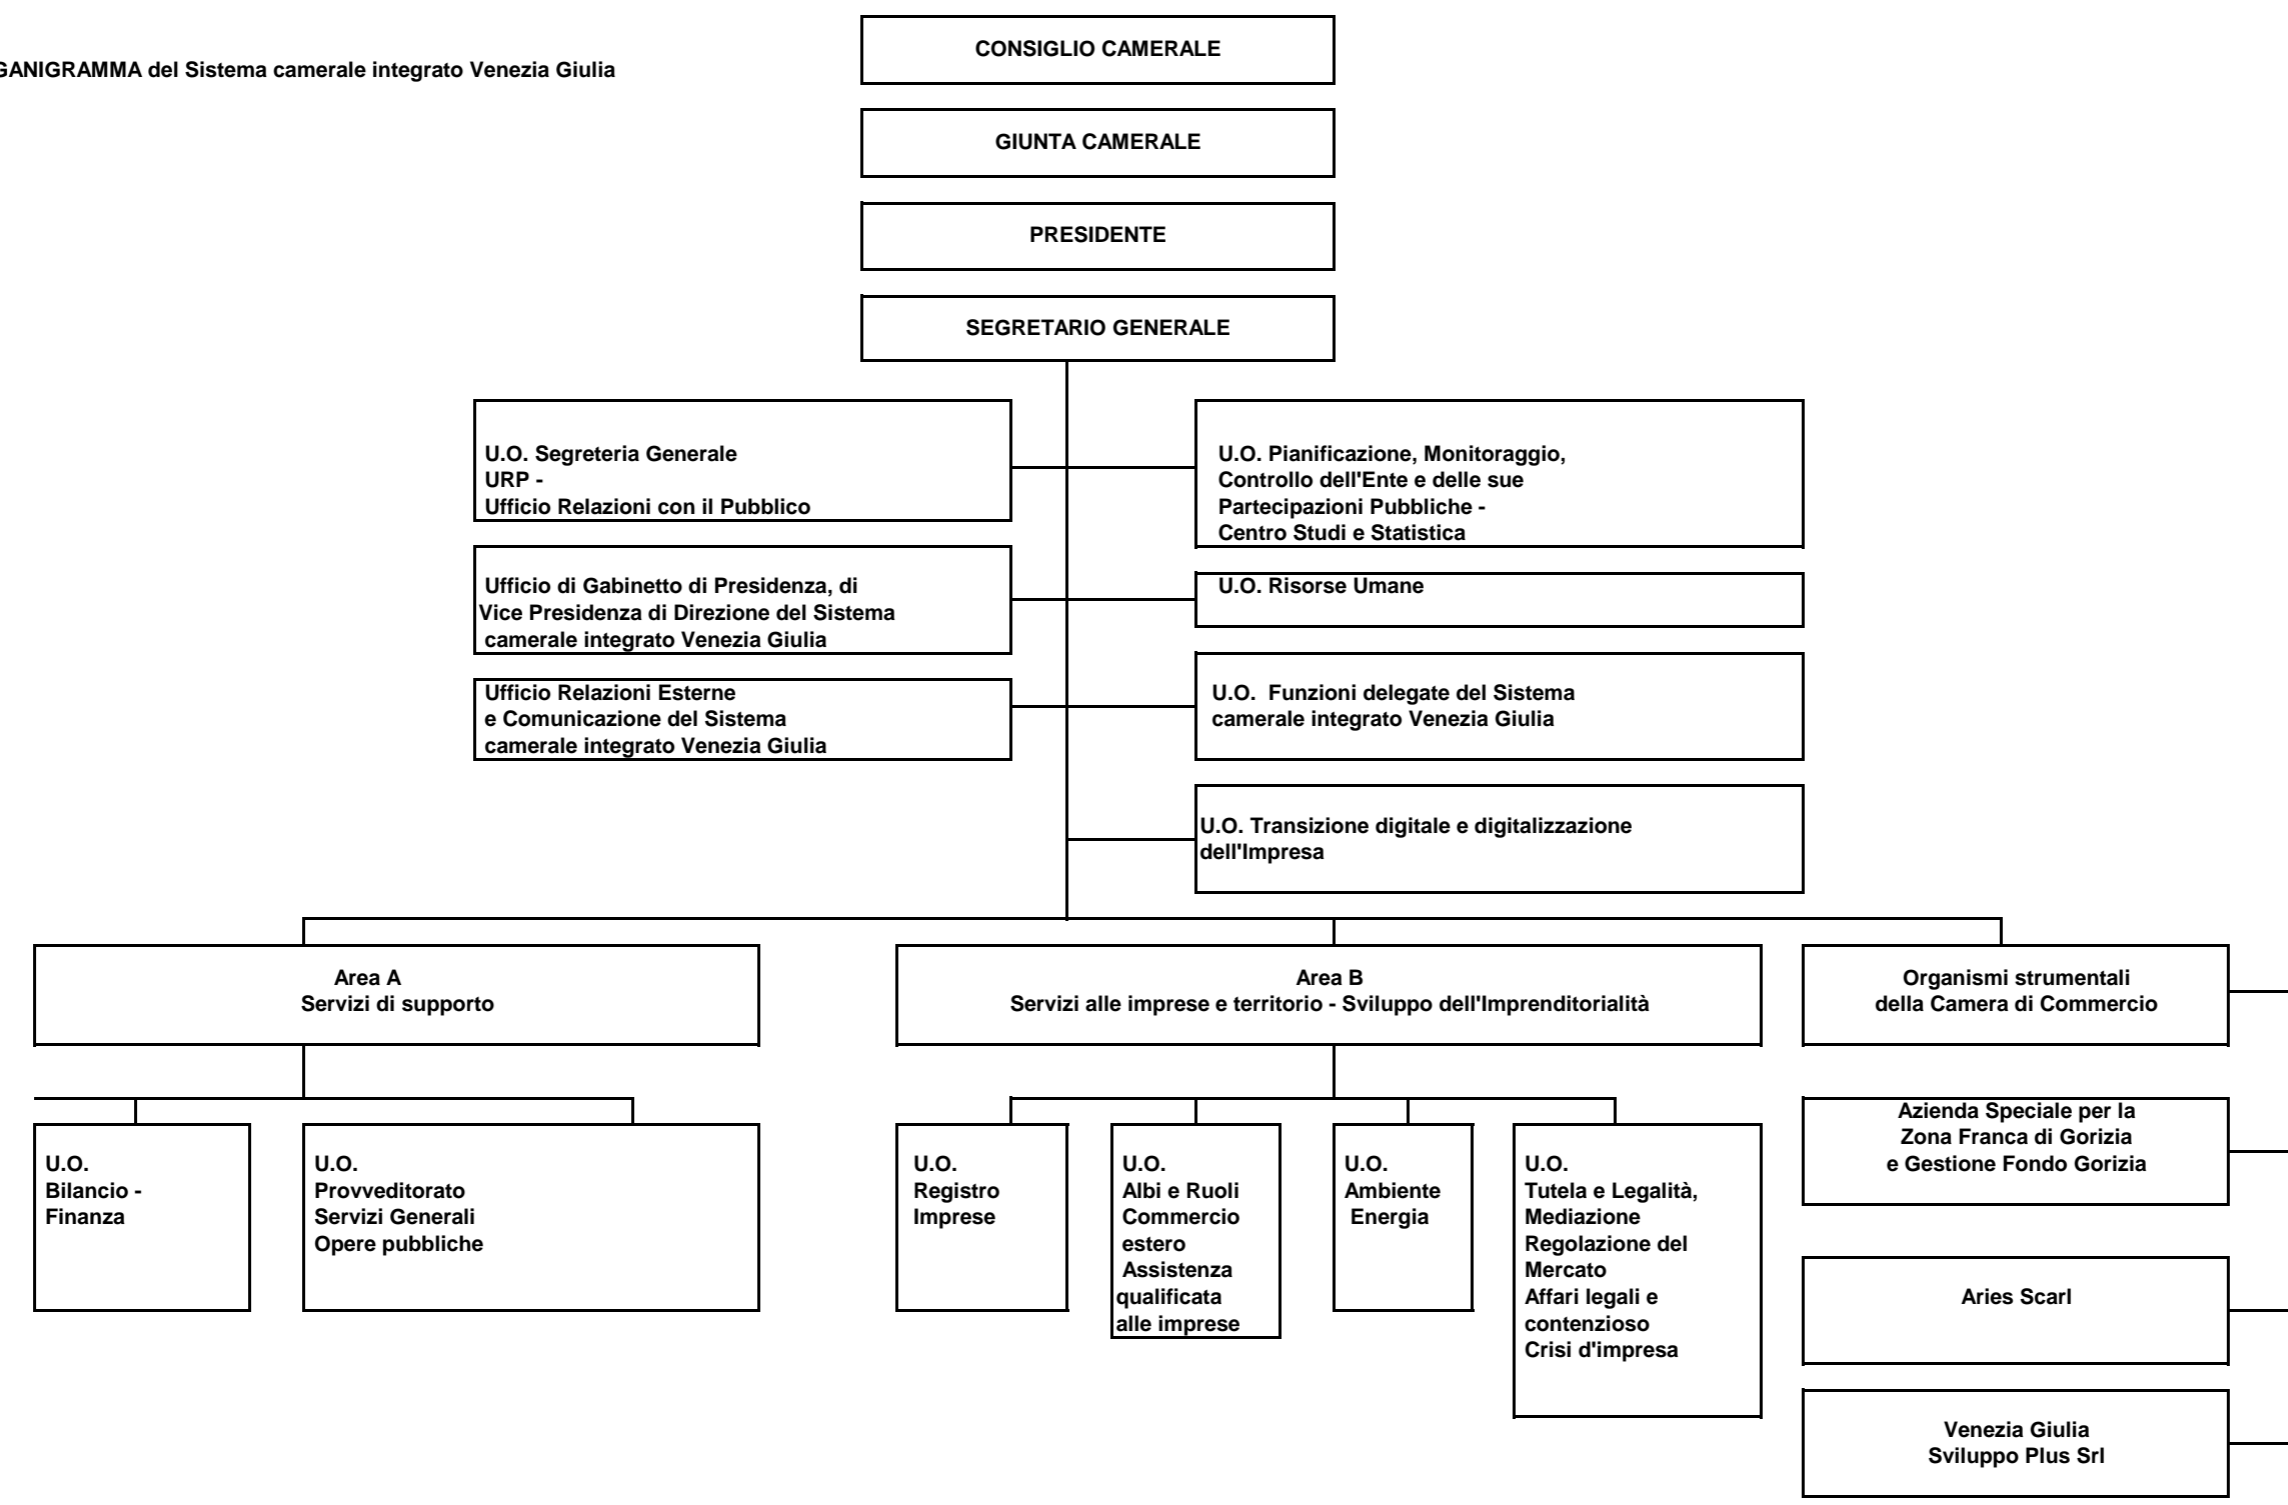 CONSIGLIO CAMERALE
GANIGRAMMA del Sistema camerale integrato Venezia Giulia
GIUNTA CAMERALE
PRESIDENTE
SEGRETARIO GENERALE
U.O. Segreteria Generale
URP -
Ufficio Relazioni con il Pubblico
U.O. Pianificazione, Monitoraggio,
Controllo dell'Ente e delle sue
Partecipazioni Pubbliche -
Centro Studi e Statistica
Ufficio di Gabinetto di Presidenza, di
Vice Presidenza di Direzione del Sistema
camerale integrato Venezia Giulia
U.O. Risorse Umane
Ufficio Relazioni Esterne
e Comunicazione del Sistema
camerale integrato Venezia Giulia
U.O. Funzioni delegate del Sistema
camerale integrato Venezia Giulia
U.O. Transizione digitale e digitalizzazione
dell'Impresa
Area A
Servizi di supporto
Area B
Servizi alle imprese e territorio - Sviluppo dell'Imprenditorialità
Organismi strumentali
della Camera di Commercio
U.O.
Bilancio -
Finanza
U.O.
Provveditorato
Servizi Generali
Opere pubbliche
U.O.
Registro
Imprese
U.O.
Albi e Ruoli
Commercio
estero
Assistenza
qualificata
alle imprese
U.O.
Ambiente
Energia
U.O.
Tutela e Legalità,
Mediazione
Regolazione del
Mercato
Affari legali e
contenzioso
Crisi d'impresa
Azienda Speciale per la
Zona Franca di Gorizia
e Gestione Fondo Gorizia
Aries Scarl
Venezia Giulia
Sviluppo Plus Srl